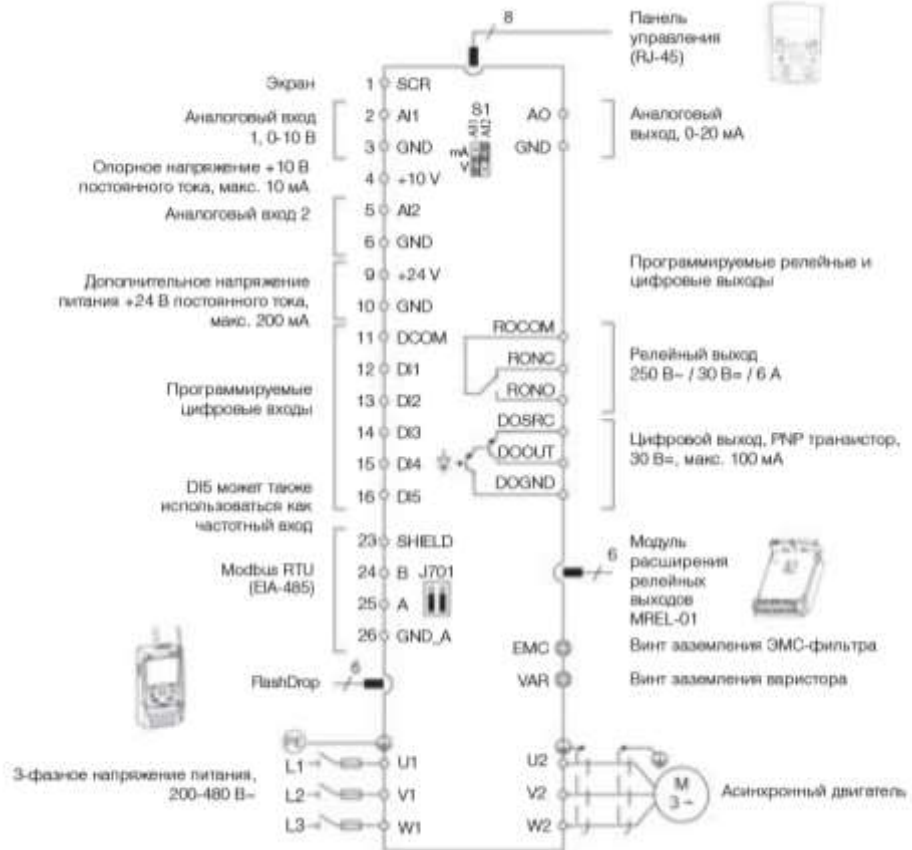 8
Панель
управления
(RJ-45)
Экран
1 SCR
Аналоговый вход
1, 0-10 В
2 AI1
3 GND
S1
AI1
AI2
mA
V
AO
GND
Аналоговый
выход, 0-20 мА
Опорное напряжение +10 В
постоянного тока, макс. 10 мА
4 +10 V
Аналоговый вход 2
5 AI2
6 GND
Дополнительное напряжение
питания +24 В постоянного тока,
макс. 200 мА
9 +24 V
10 GND
Программируемые релейные и
цифровые выходы
11 DCOM
12 DI1
13 DI2
14 DI3
15 DI4
16 DI5
Программируемые
цифровые входы
DI5 может также
использоваться как
частотный вход
ROCOM
RONC
RONO
Релейный выход
250 В~ / 30 В= / 6 А
DOSRC
DOOUT
DOGND
Цифровой выход, PNP транзистор,
30 В=, макс. 100 мА
Modbus RTU
(EIA-485)
23 SHIELD
24 B J701
25 A
26 GND_A
6
Модуль
расширения
релейных
выходов
MREL-01
EMC
Винт заземления ЭМС-фильтра
VAR
Винт заземления варистора
FlashDrop
6
PE
3-фазное напряжение питания,
200-480 В~
L1 U1
L2 V1
L3 W1
U2
V2
W2
M
3~
Асинхронный двигатель